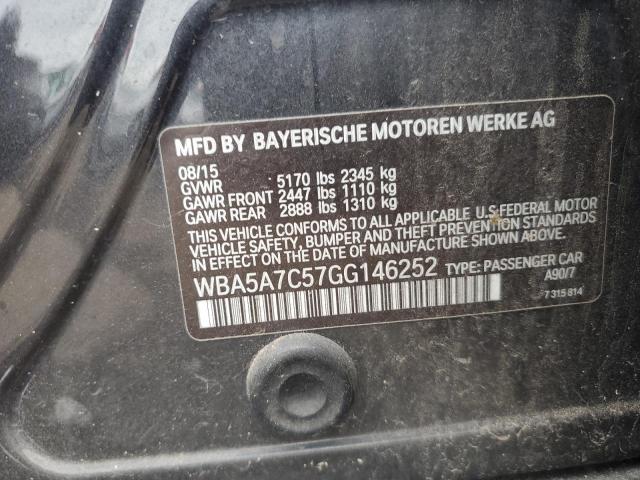 MFD BY BAYERISCHE MOTOREN WERKE AG
08/15
GVWR 5170 lbs 2345 kg
GAWR FRONT 2447 lbs 1110 kg
GAWR REAR 2888 lbs 1310 kg
THIS VEHICLE CONFORMS TO ALL APPLICABLE U.S. FEDERAL MOTOR
VEHICLE SAFETY, BUMPER AND THEFT PREVENTION STANDARDS
IN EFFECT ON THE DATE OF MANUFACTURE SHOWN ABOVE.
WBA5A7C57GG146252 TYPE: PASSENGER CAR
A90/7
7 315 814